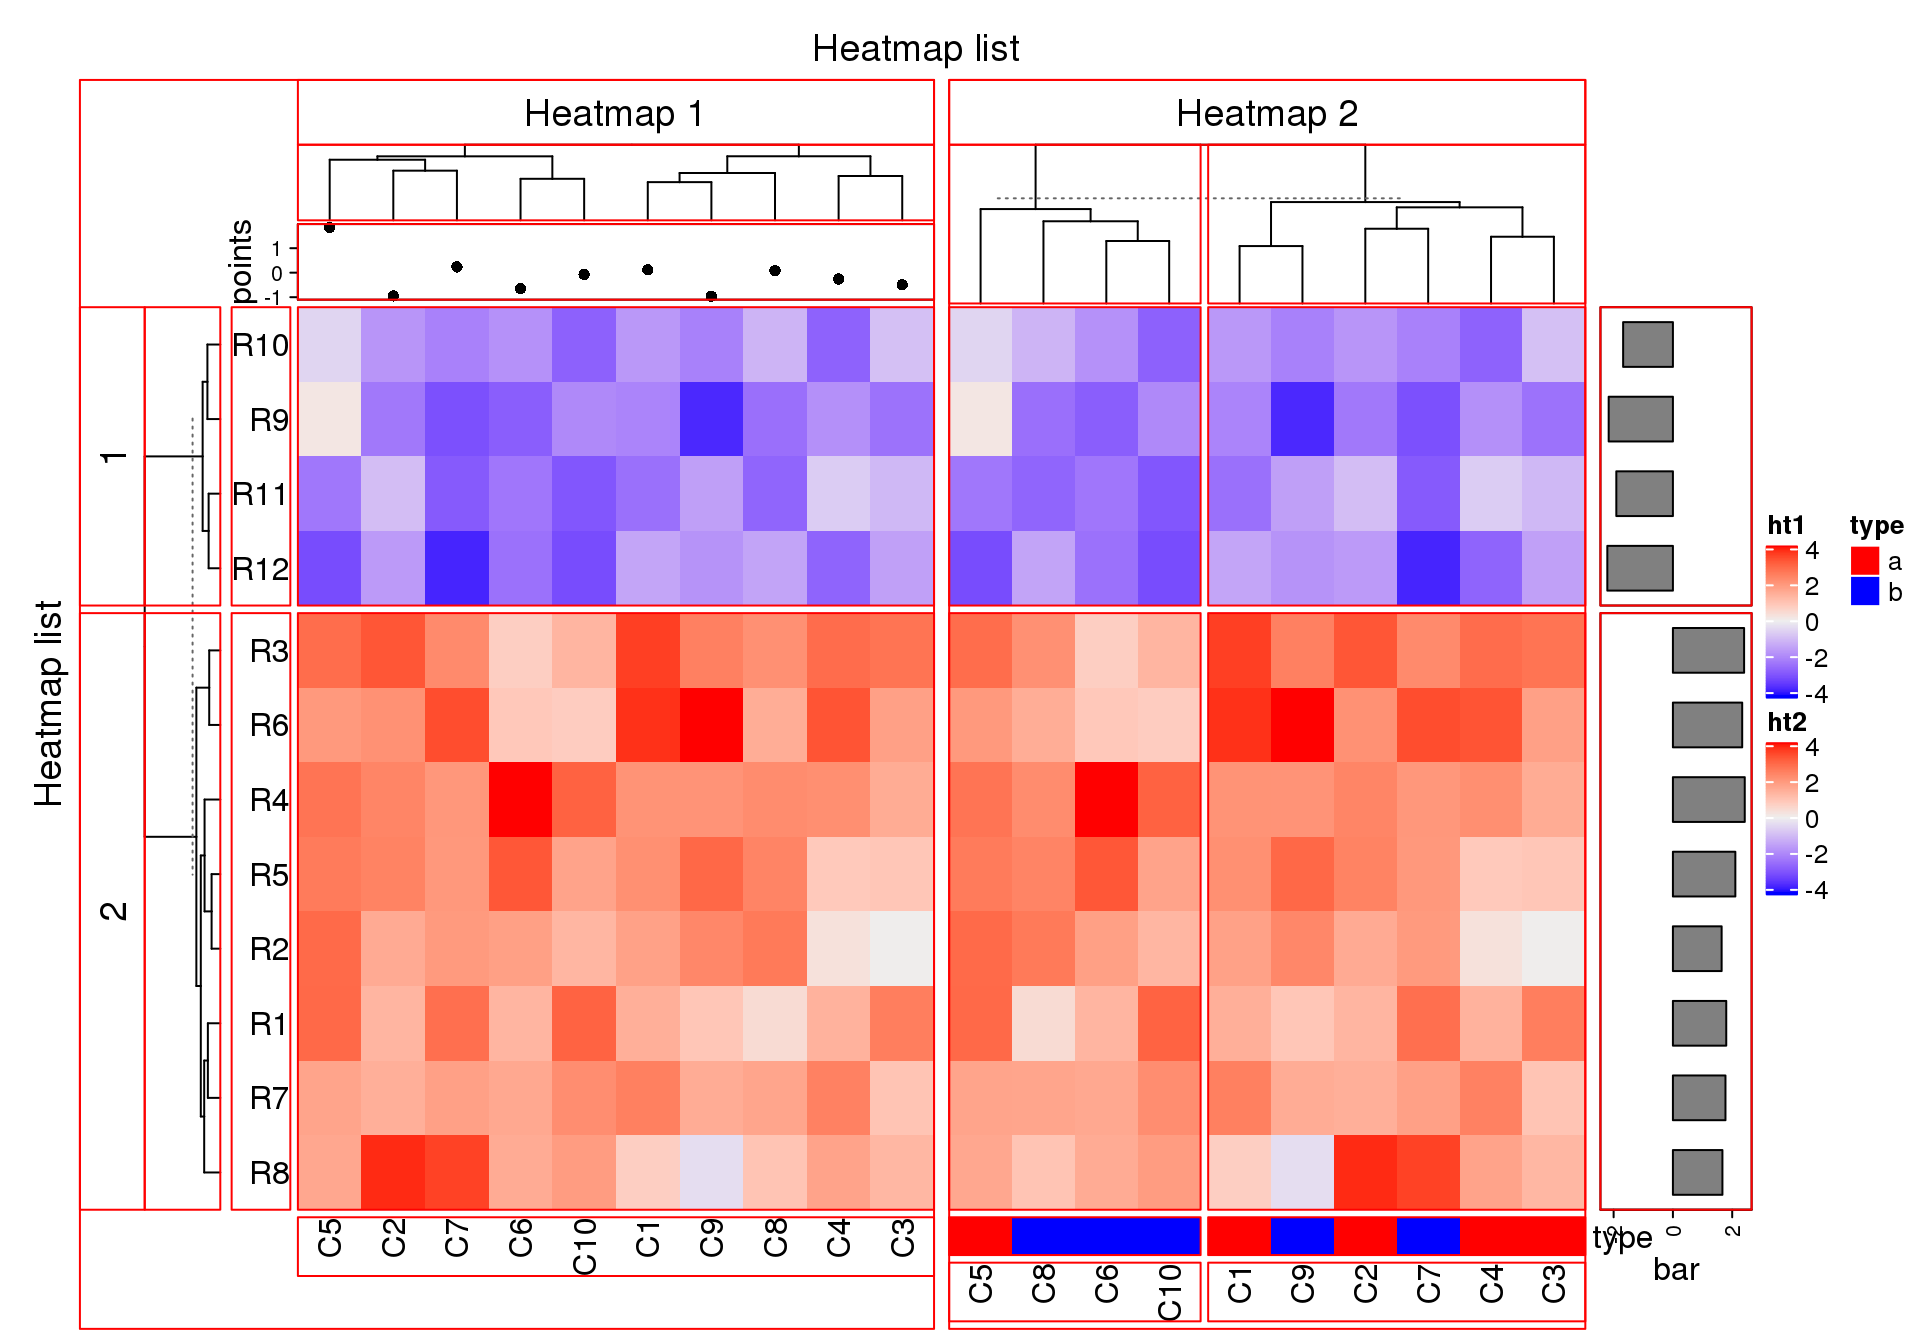 Heatmap list
Heatmap 1
Heatmap 2
points
1
0
-1
Heatmap list
1
2
R10
R9
R11
R12
R3
R6
R4
R5
R2
R1
R7
R8
C5 C2 C7 C6 C10 C1 C9 C8 C4 C3
C5 C8 C6 C10 C1 C9 C2 C7 C4 C3
type
-2 0 2
bar
ht1
4
2
0
-2
-4
ht2
4
2
0
-2
-4
type
a
b